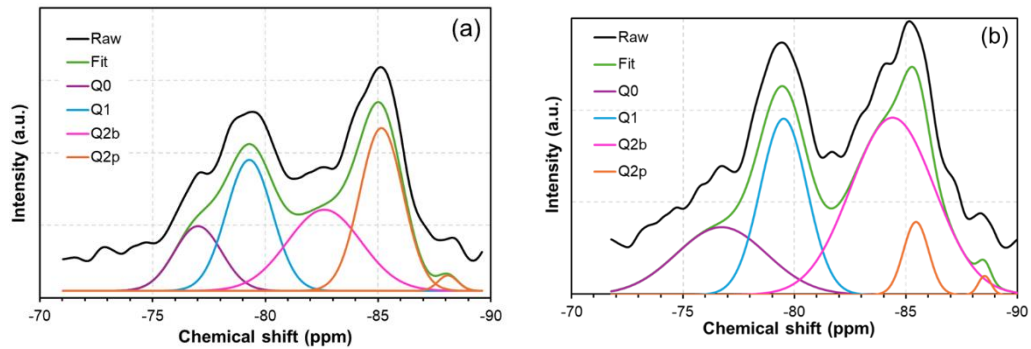 (a)
Raw
Fit
Q0
Q1
Q2b
Q2p
Intensity (a.u.)
-70 -75 -80 -85 -90
Chemical shift (ppm)
(b)
Raw
Fit
Q0
Q1
Q2b
Q2p
Intensity (a.u.)
-70 -75 -80 -85 -90
Chemical shift (ppm)